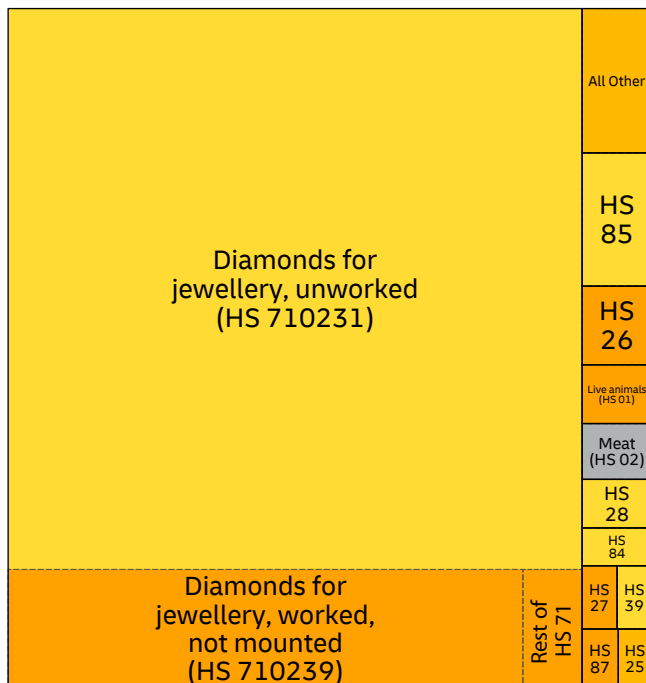 Diamonds for
jewellery, unworked
(HS 710231)
Diamonds for
jewellery, worked,
not mounted
(HS 710239)
Rest of
HS 71
All Other
HS
85
HS
26
Live animals
(HS 01)
Meat
(HS 02)
HS
28
HS
84
HS
27
HS
39
HS
87
HS
25